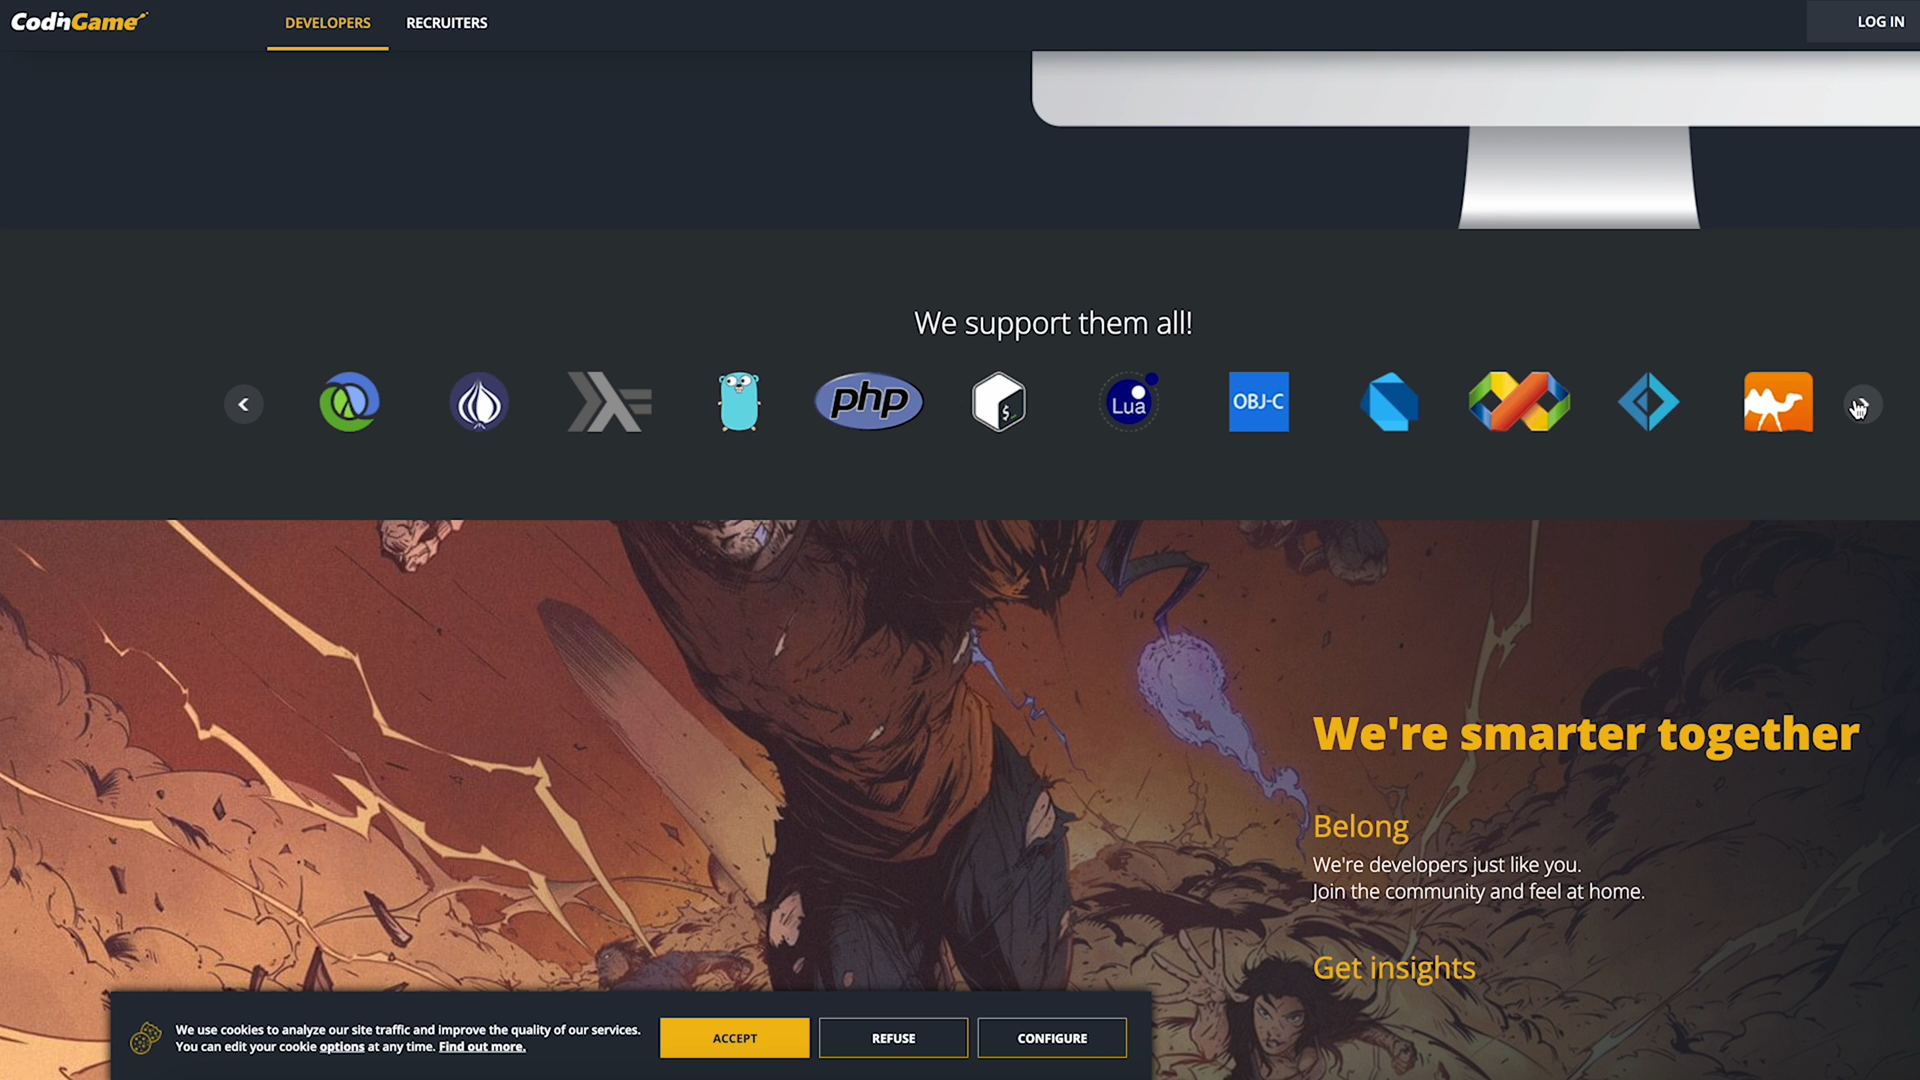 CodinGame
DEVELOPERS
RECRUITERS
LOG IN
We support them all!
php
$_
Lua
OBJ-C
We're smarter together
Belong
We're developers just like you.
Join the community and feel at home.
Get insights
We use cookies to analyze our site traffic and improve the quality of our services.
You can edit your cookie options at any time. Find out more.
ACCEPT
REFUSE
CONFIGURE